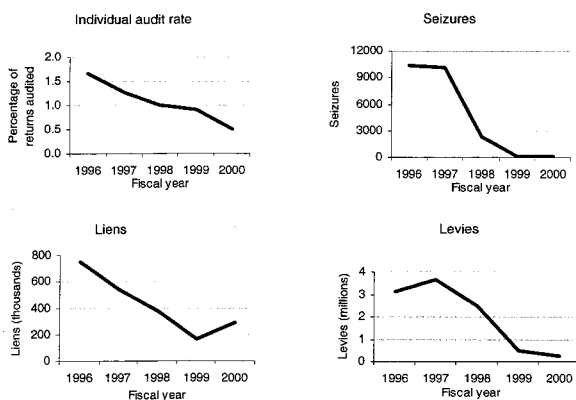 Individual audit rate
Percentage of
returns audited
2.0
1.5
1.0
0.5
0.0
1996 1997 1998 1999 2000
Fiscal year
Seizures
Seizures
12000
9000
6000
3000
0
1996 1997 1998 1999 2000
Fiscal year
Liens
Liens (thousands)
800
600
400
200
0
1996 1997 1998 1999 2000
Fiscal year
Levies
Levies (millions)
4
3
2
1
0
1996 1997 1998 1999 2000
Fiscal year